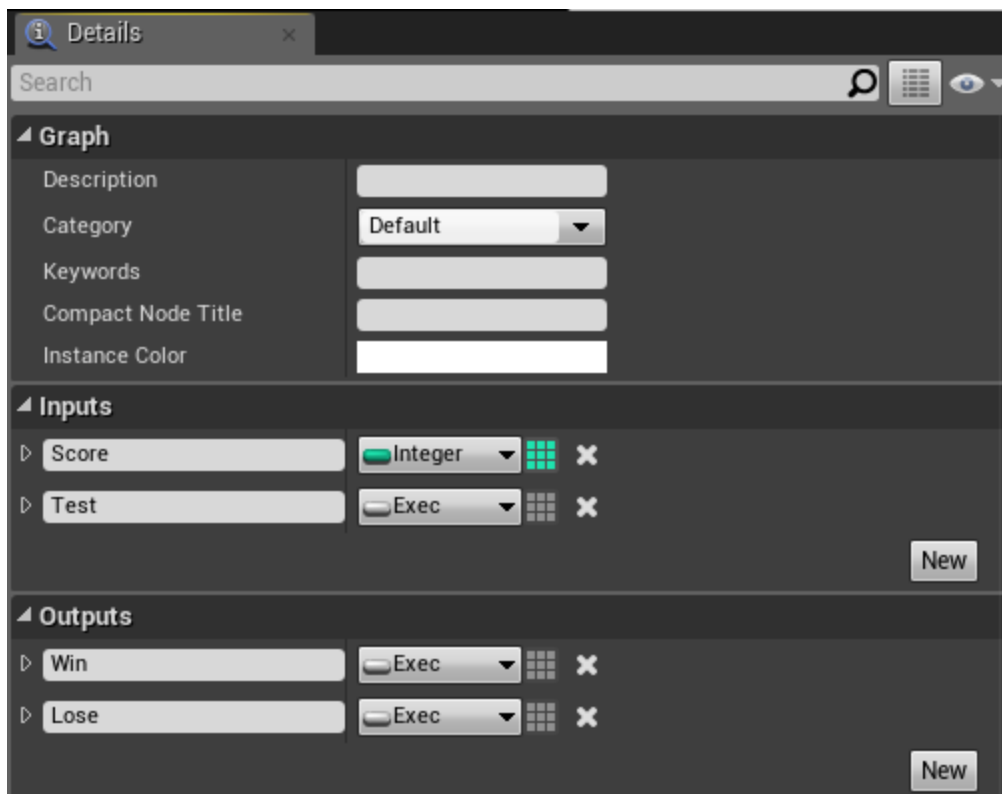 Details
Search
Graph
Description
Category Default
Keywords
Compact Node Title
Instance Color
Inputs
Score Integer
Test Exec
New
Outputs
Win Exec
Lose Exec
New